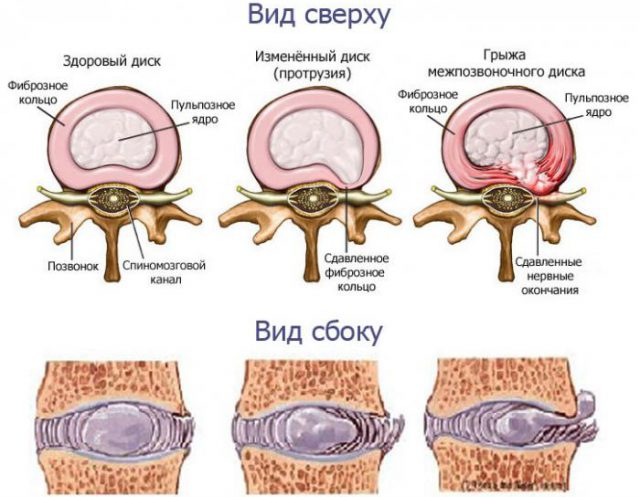 Вид сверху
Здоровый диск
Фиброзное
кольцо
Пульпозное
ядро
Позвонок
Спиномозговой
канал
Изменённый диск
(протрузия)
Сдавленное
фиброзное
кольцо
Грыжа
межпозвоночного диска
Фиброзное
кольцо
Пульпозное
ядро
Сдавленные
нервные
окончания
Вид сбоку